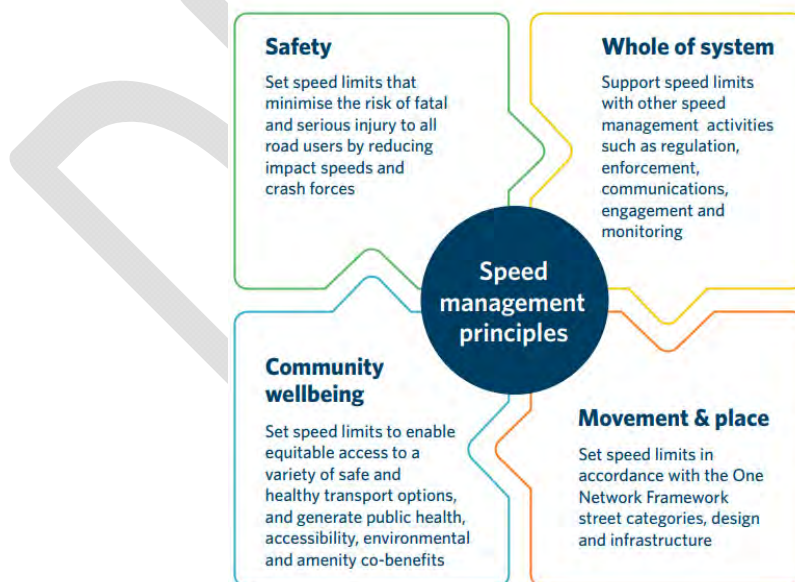 Safety
Set speed limits that
minimise the risk of fatal
and serious injury to all
road users by reducing
impact speeds and
crash forces
Whole of system
Support speed limits
with other speed
management activities
such as regulation,
enforcement,
communications,
engagement and
monitoring
Speed
management
principles
Community
wellbeing
Set speed limits to enable
equitable access to a
variety of safe and
healthy transport options,
and generate public health,
accessibility, environmental
and amenity co-benefits
Movement & place
Set speed limits in
accordance with the One
Network Framework
street categories, design
and infrastructure